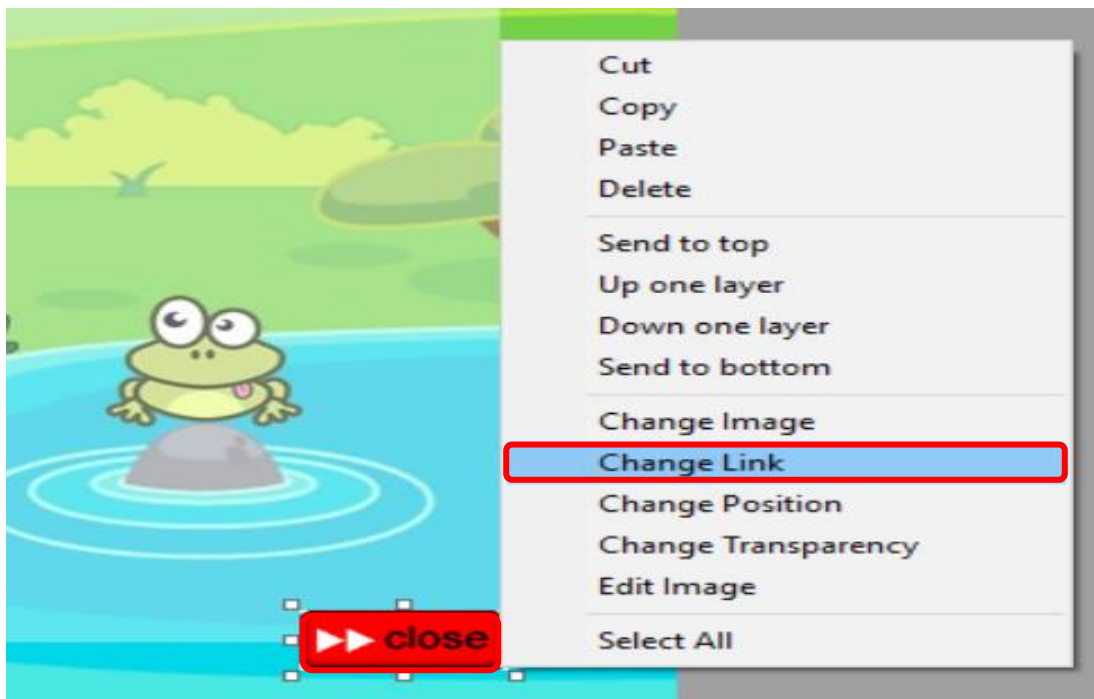 Cut
Copy
Paste
Delete
Send to top
Up one layer
Down one layer
Send to bottom
Change Image
Change Link
Change Position
Change Transparency
Edit Image
Select All
close